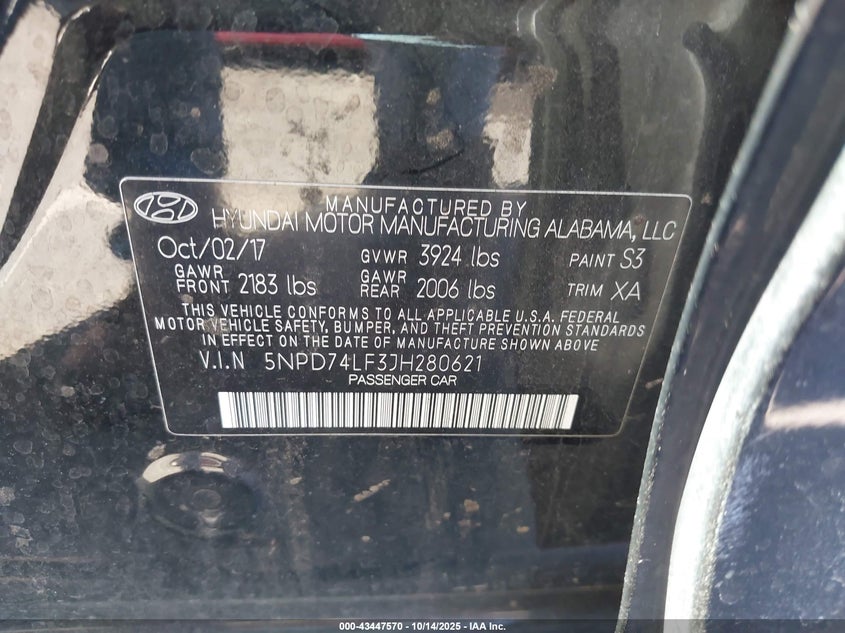 MANUFACTURED BY
HYUNDAI MOTOR MANUFACTURING ALABAMA, LLC
Oct/02/17 GVWR 3924 lbs PAINT S3
GAWR FRONT 2183 lbs GAWR REAR 2006 lbs TRIM XA
THIS VEHICLE CONFORMS TO ALL APPLICABLE U.S.A. FEDERAL
MOTOR VEHICLE SAFETY, BUMPER, AND THEFT PREVENTION STANDARDS
IN EFFECT ON THE DATE OF MANUFACTURE SHOWN ABOVE
V.I.N 5NPD74LF3JH280621
PASSENGER CAR
000-43447570 - 10/14/2025 - IAA Inc.